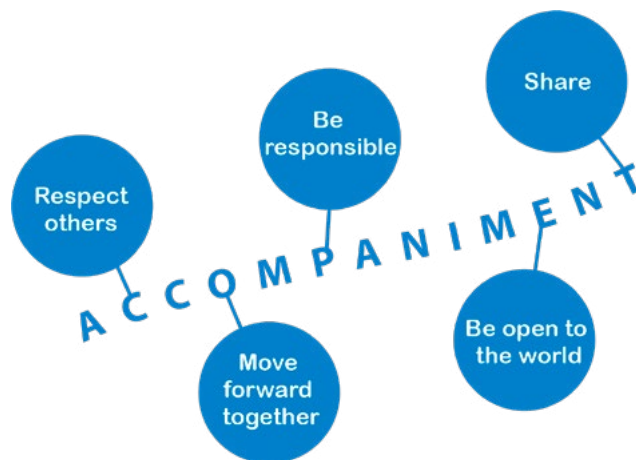 Share
Be
responsible
Respect
others
ACCOMPANIMENT
Be open to
the world
Move
forward
together